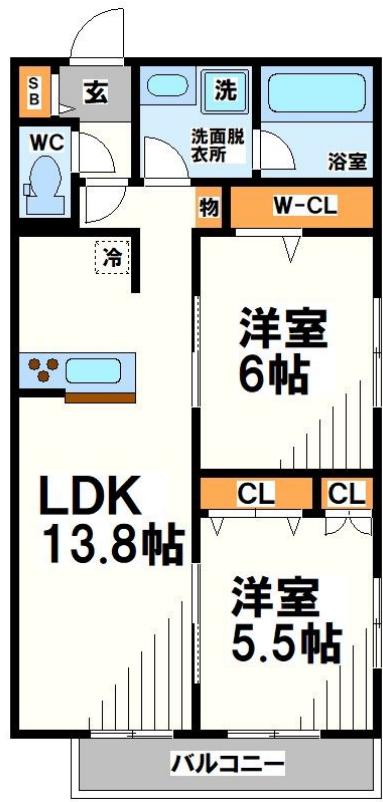 SB
玄
洗
WC
洗面脱
衣所
浴室
物
W-CL
冷
洋室
6帖
LDK
13.8帖
CL
CL
洋室
5.5帖
バルコニー